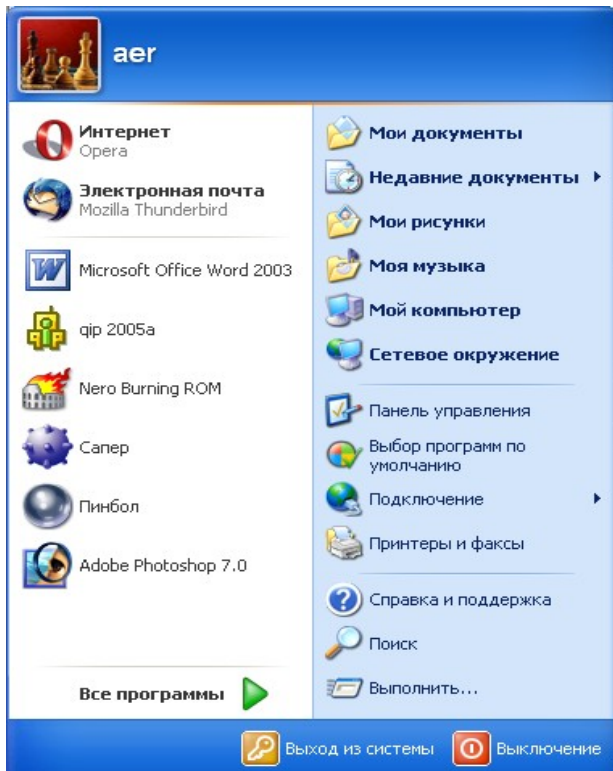 aer
Интернет
Opera
Электронная почта
Mozilla Thunderbird
Microsoft Office Word 2003
qip 2005a
Nero Burning ROM
Сапер
Пинбол
Adobe Photoshop 7.0
Все программы
Мои документы
Недавние документы
Мои рисунки
Моя музыка
Мой компьютер
Сетевое окружение
Панель управления
Выбор программ по
умолчанию
Подключение
Принтеры и факсы
Справка и поддержка
Поиск
Выполнить...
Выход из системы
Выключение